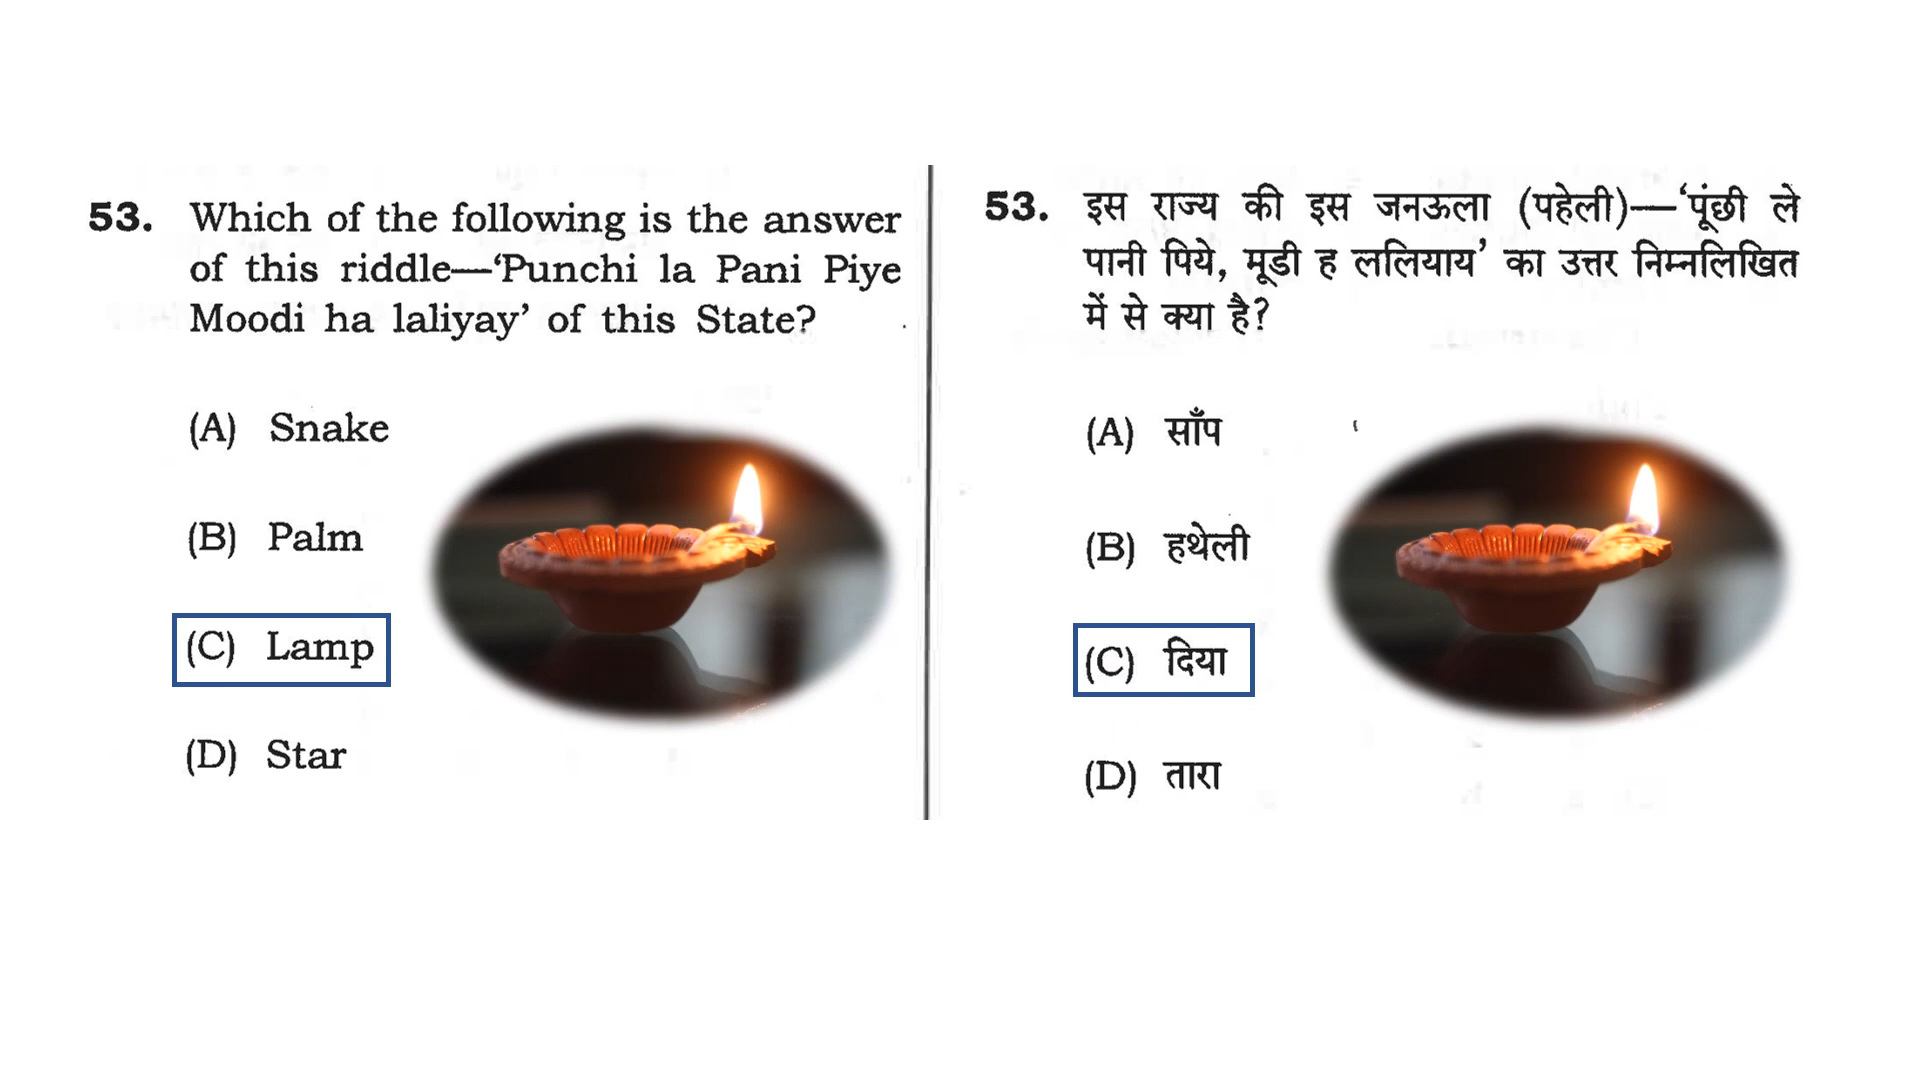 53. Which of the following is the answer
of this riddle—‘Punchi la Pani Piye
Moodi ha laliyay’ of this State?
(A) Snake
(B) Palm
(C) Lamp
(D) Star
53. इस राज्य की इस जनऊला (पहेली)—‘पूंछी ले
पानी पिये, मूडी ह ललियाय’ का उत्तर निम्नलिखित
में से क्या है?
(A) साँप
(B) हथेली
(C) दिया
(D) तारा